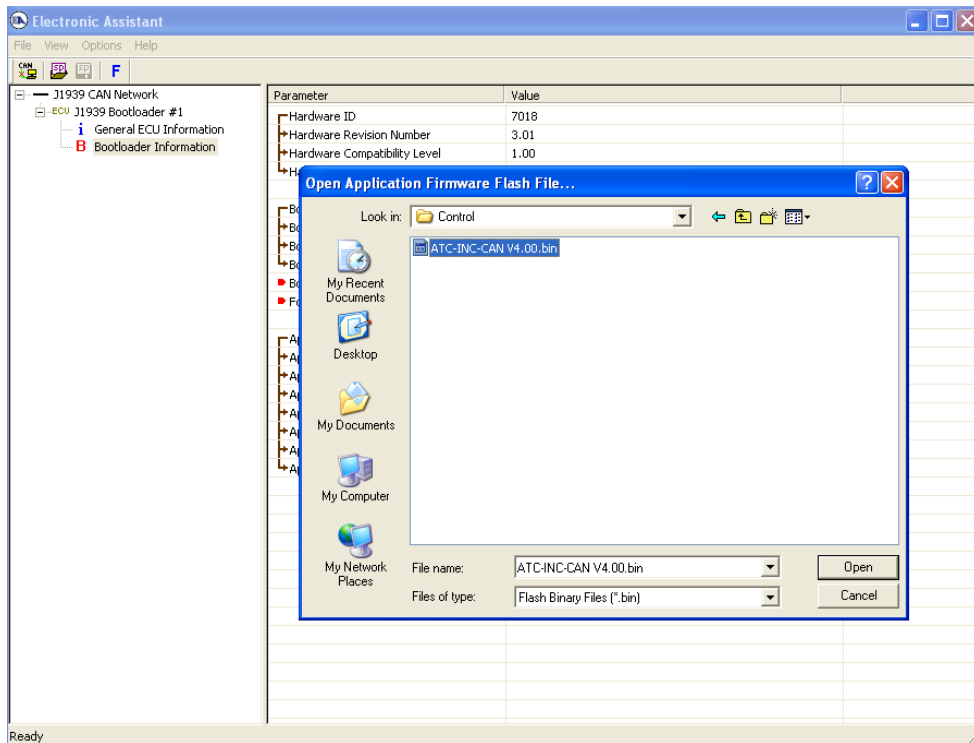 Electronic Assistant
File View Options Help
CAN SP SP F
J1939 CAN Network
ECU J1939 Bootloader #1
i General ECU Information
B Bootloader Information
Parameter Value
Hardware ID 7018
Hardware Revision Number 3.01
Hardware Compatibility Level 1.00
Open Application Firmware Flash File...
Look in: Control
ATC-INC-CAN V4.00.bin
My Recent
Documents
Desktop
My Documents
My Computer
My Network
Places
File name: ATC-INC-CAN V4.00.bin Open
Files of type: Flash Binary Files (*.bin) Cancel
Ready